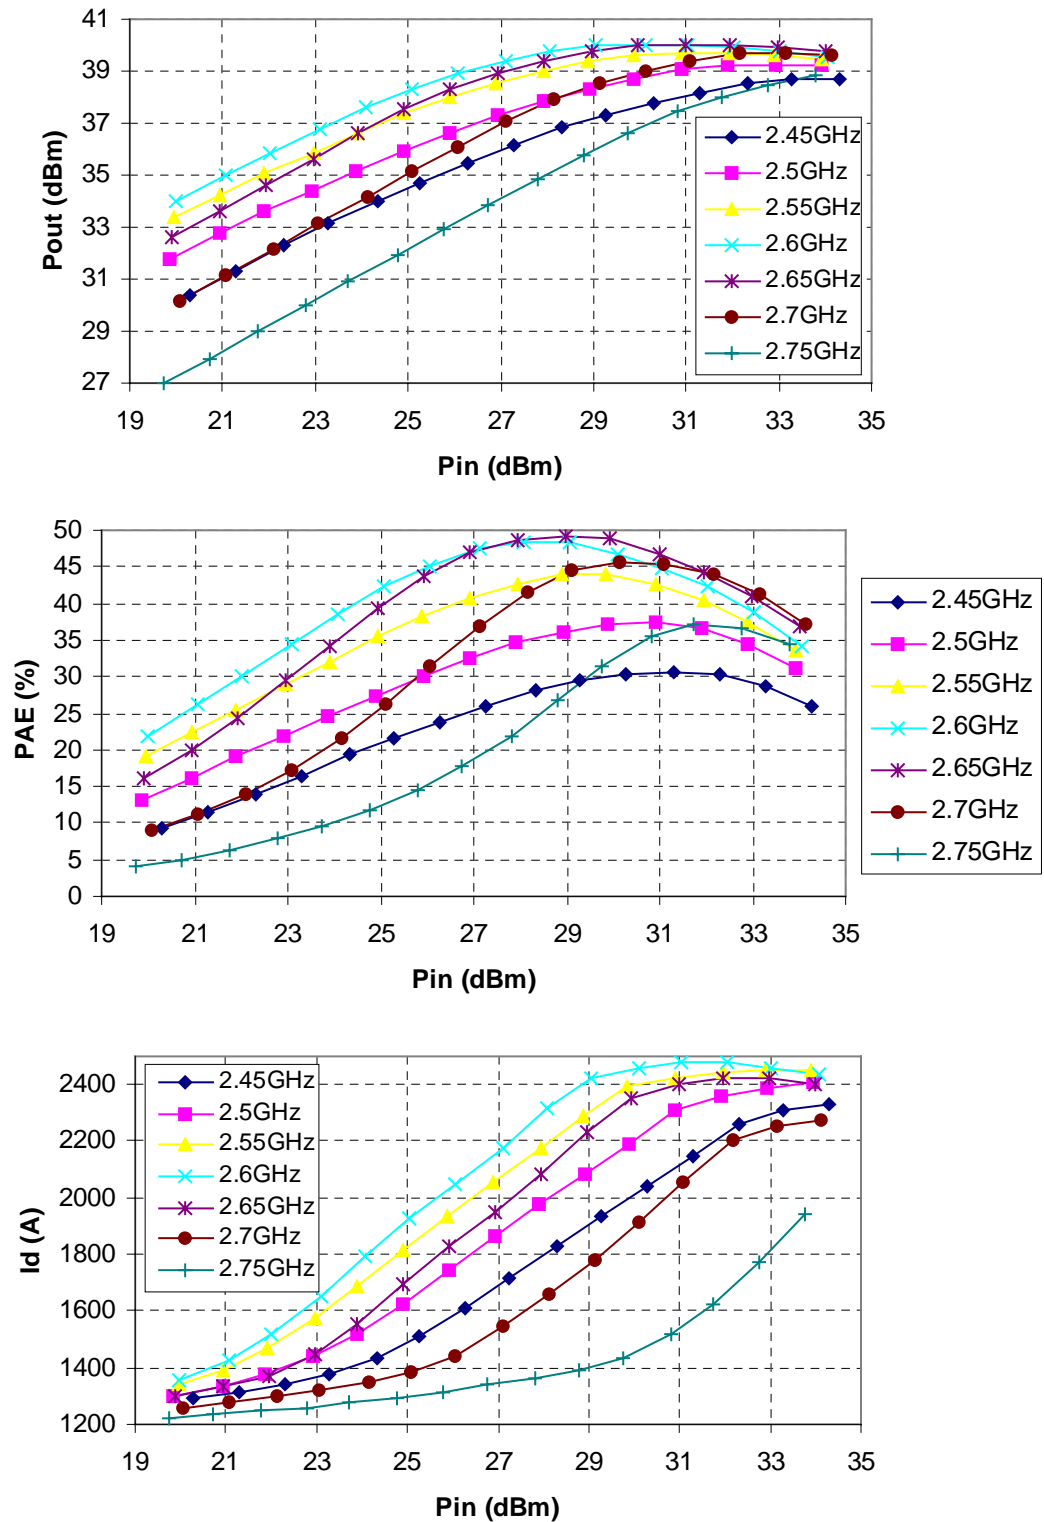 41
39
37
35
33
31
29
27
Pout (dBm)
2.45GHz
2.5GHz
2.55GHz
2.6GHz
2.65GHz
2.7GHz
2.75GHz
19 21 23 25 27 29 31 33 35
Pin (dBm)
50
45
40
35
30
25
20
15
10
5
0
PAE (%)
2.45GHz
2.5GHz
2.55GHz
2.6GHz
2.65GHz
2.7GHz
2.75GHz
19 21 23 25 27 29 31 33 35
Pin (dBm)
2400
2200
2000
1800
1600
1400
1200
Id (A)
2.45GHz
2.5GHz
2.55GHz
2.6GHz
2.65GHz
2.7GHz
2.75GHz
19 21 23 25 27 29 31 33 35
Pin (dBm)